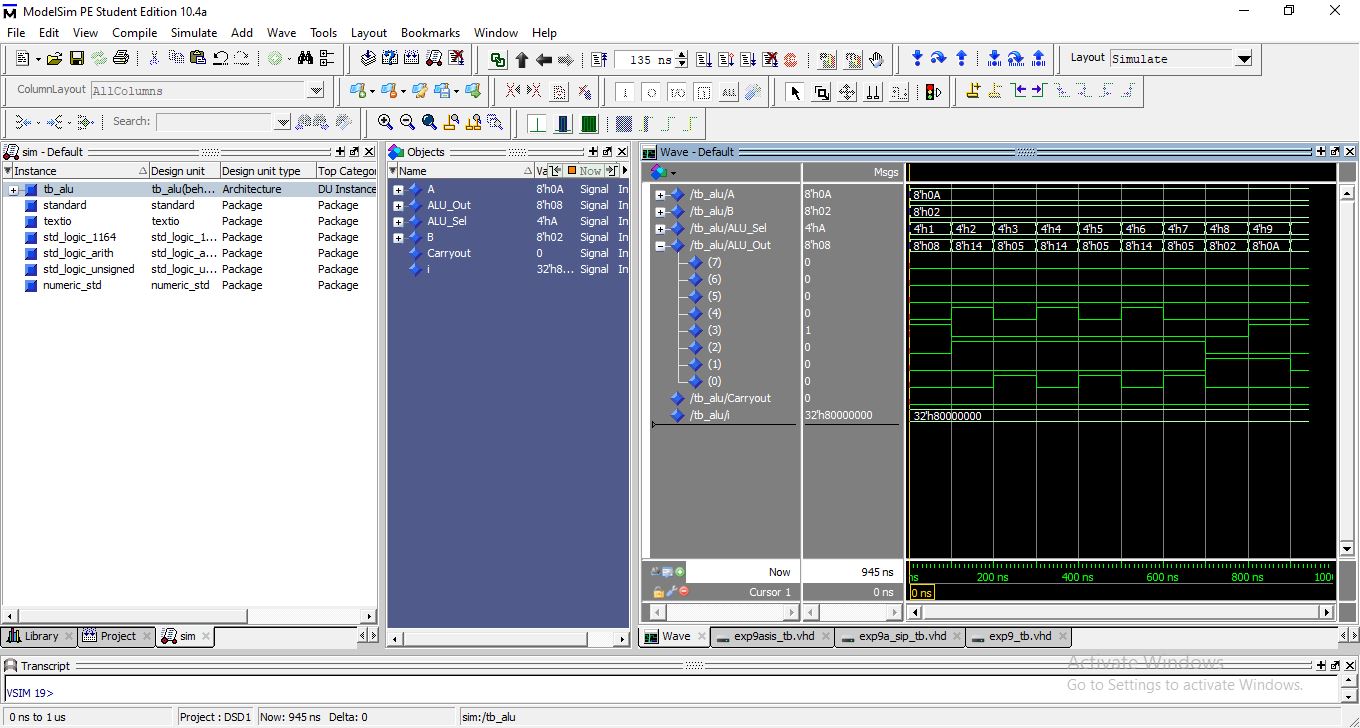 ModelSim PE Student Edition 10.4a
File Edit View Compile Simulate Add Wave Tools Layout Bookmarks Window Help
135 ns
Layout Simulate
ColumnLayout AllColumns
Search:
sim - Default
Instance Design unit Design unit type Top Categor
tb_alu tb_alu(beh... Architecture DU Instance
standard standard Package Package
textio textio Package Package
std_logic_1164 std_logic_1... Package Package
std_logic_arith std_logic_a... Package Package
std_logic_unsigned std_logic_u... Package Package
numeric_std numeric_std Package Package
Library Project sim
Objects
Name Va Now
A 8'h0A Signal In
ALU_Out 8'h08 Signal In
ALU_Sel 4'hA Signal In
B 8'h02 Signal In
Carryout 0 Signal In
i 32'h8... Signal In
Wave - Default
Msgs
/tb_alu/A 8'h0A 8'h0A
/tb_alu/B 8'h02 8'h02
/tb_alu/ALU_Sel 4'hA 4'h1 4'h2 4'h3 4'h4 4'h5 4'h6 4'h7 4'h8 4'h9
/tb_alu/ALU_Out 8'h08 8'h08 8'h14 8'h05 8'h14 8'h05 8'h14 8'h05 8'h02 8'h0A
(7) 0
(6) 0
(5) 0
(4) 0
(3) 1
(2) 0
(1) 0
(0) 0
/tb_alu/Carryout 0
/tb_alu/i 32'h80000000 32'h80000000
Now 945 ns ns 200 ns 400 ns 600 ns 800 ns 100
Cursor 1 0 ns 0 ns
Wave exp9asis_tb.vhd exp9a_sip_tb.vhd exp9_tb.vhd
Transcript
VSIM 19>
Activate Windows
Go to Settings to activate Windows.
0 ns to 1 us Project : DSD1 Now: 945 ns Delta: 0 sim:/tb_alu